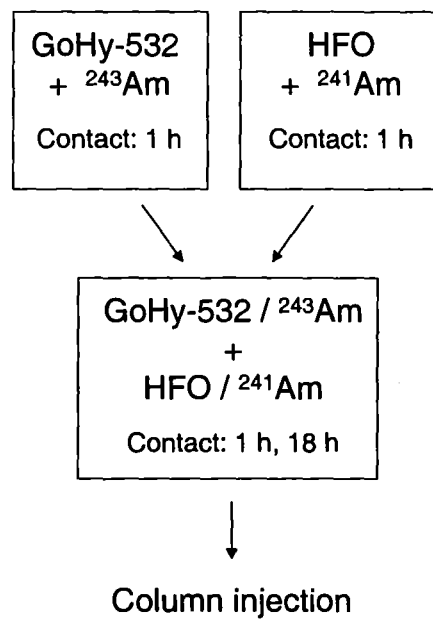 GoHy-532
+ ²⁴³Am
Contact: 1 h
HFO
+ ²⁴¹Am
Contact: 1 h
GoHy-532 / ²⁴³Am
+
HFO / ²⁴¹Am
Contact: 1 h, 18 h
Column injection